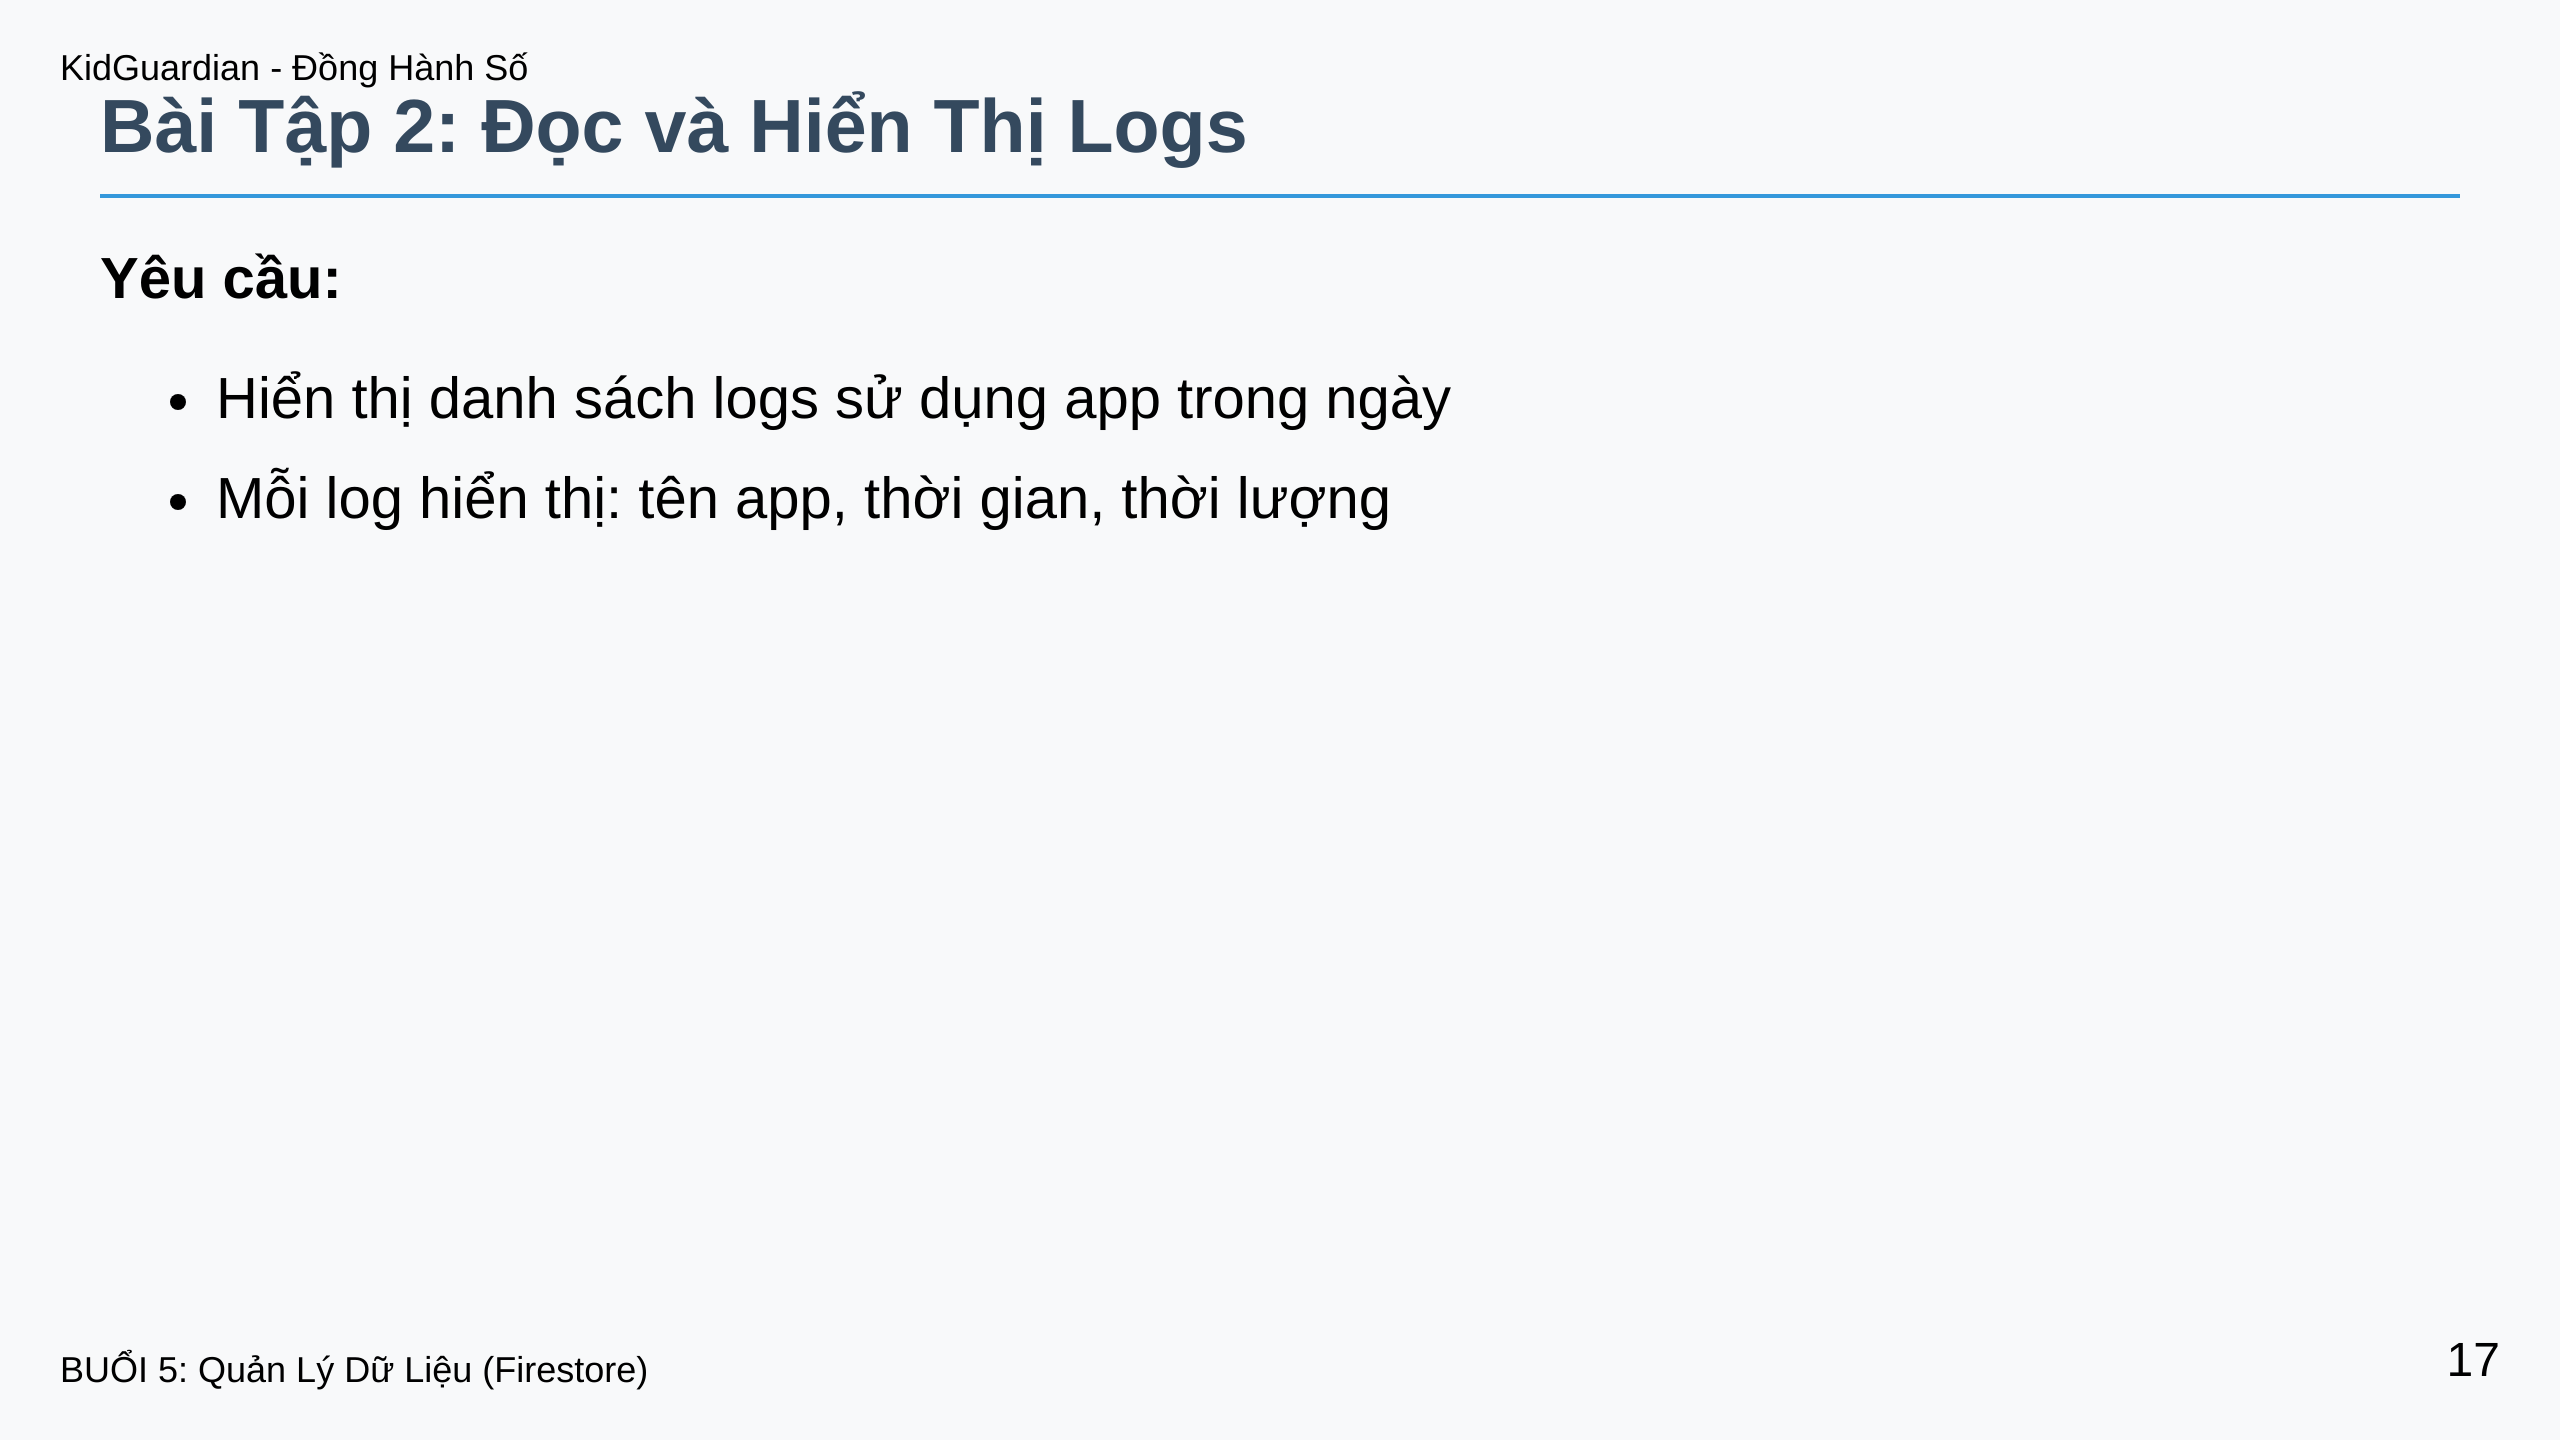 KidGuardian - Đồng Hành Số
Bài Tập 2: Đọc và Hiển Thị Logs
Yêu cầu:
• Hiển thị danh sách logs sử dụng app trong ngày
• Mỗi log hiển thị: tên app, thời gian, thời lượng
BUỔI 5: Quản Lý Dữ Liệu (Firestore)
17